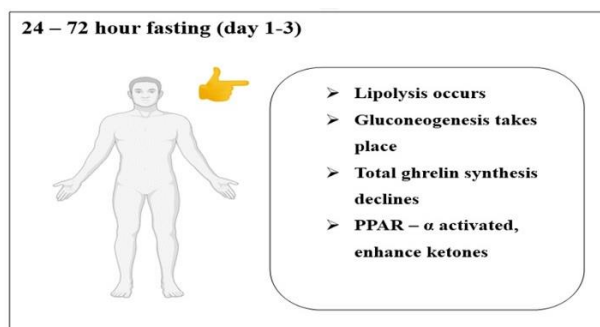 24 – 72 hour fasting (day 1-3)
➢ Lipolysis occurs
➢ Gluconeogenesis takes
place
➢ Total ghrelin synthesis
declines
➢ PPAR – α activated,
enhance ketones